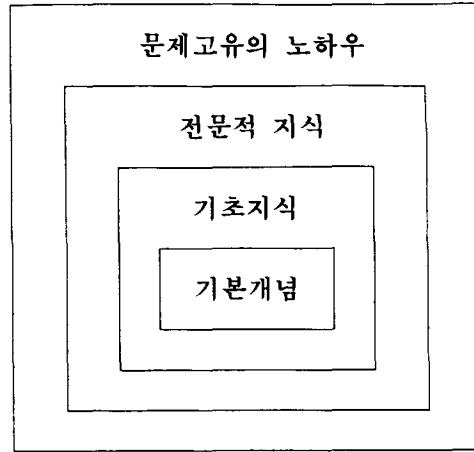 문제고유의 노하우
전문적 지식
기초지식
기본개념